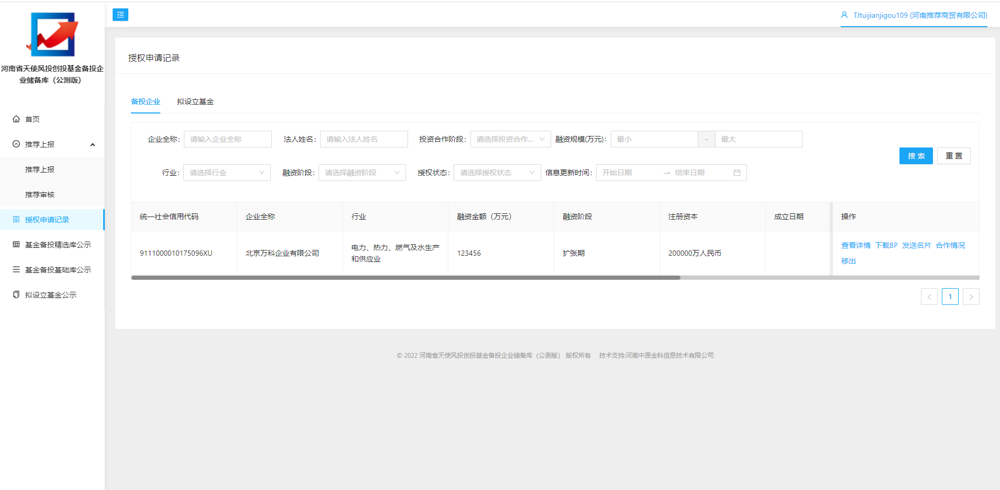 TJtuijianjigou109 (河南推荐商贸有限公司)
河南省天使风投创投基金备投企
业储备库（公测版）
首页
推荐上报
推荐上报
推荐审核
授权申请记录
基金备投精选库公示
基金备投基础库公示
拟设立基金公示
授权申请记录
备投企业 拟设立基金
企业全称: 请输入企业全称 法人姓名: 请输入法人姓名 投资合作阶段: 请选择投资合作... 融资规模(万元): 最小 ~ 最大
搜 索 重 置
行业: 请选择行业 融资阶段: 请选择融资阶段 授权状态: 请选择授权状态 信息更新时间: 开始日期 → 结束日期
统一社会信用代码 企业全称 行业 融资金额（万元） 融资阶段 注册资本 成立日期 操作
9111000010175096XU 北京万科企业有限公司 电力、热力、燃气及水生产 123456 扩张期 200000万人民币 查看详情 下载BP 发送名片 合作情况
和供应业 移出
< 1 >
© 2022 河南省天使风投创投基金备投企业储备库（公测版） 版权所有 技术支持:河南中原金科信息技术有限公司